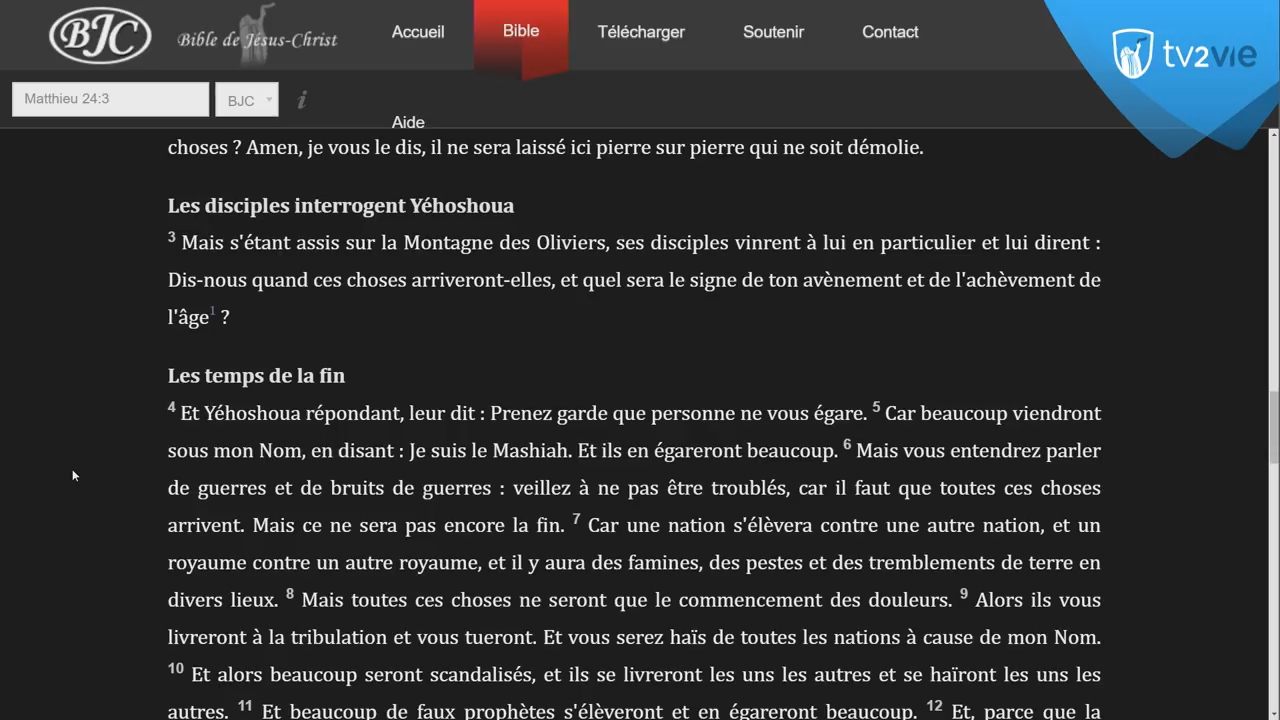 BJC
Bible de Jésus-Christ
Accueil
Bible
Télécharger
Soutenir
Contact
tv2vie
Matthieu 24:3
BJC
i
Aide
choses ? Amen, je vous le dis, il ne sera laissé ici pierre sur pierre qui ne soit démolie.
Les disciples interrogent Yéhoshoua
3 Mais s'étant assis sur la Montagne des Oliviers, ses disciples vinrent à lui en particulier et lui dirent :
Dis-nous quand ces choses arriveront-elles, et quel sera le signe de ton avènement et de l'achèvement de
l'âge1 ?
Les temps de la fin
4 Et Yéhoshoua répondant, leur dit : Prenez garde que personne ne vous égare. 5 Car beaucoup viendront
sous mon Nom, en disant : Je suis le Mashiah. Et ils en égareront beaucoup. 6 Mais vous entendrez parler
de guerres et de bruits de guerres : veillez à ne pas être troublés, car il faut que toutes ces choses
arrivent. Mais ce ne sera pas encore la fin. 7 Car une nation s'élèvera contre une autre nation, et un
royaume contre un autre royaume, et il y aura des famines, des pestes et des tremblements de terre en
divers lieux. 8 Mais toutes ces choses ne seront que le commencement des douleurs. 9 Alors ils vous
livreront à la tribulation et vous tueront. Et vous serez haïs de toutes les nations à cause de mon Nom.
10 Et alors beaucoup seront scandalisés, et ils se livreront les uns les autres et se haïront les uns les
autres. 11 Et beaucoup de faux prophètes s'élèveront et en égareront beaucoup. 12 Et, parce que la